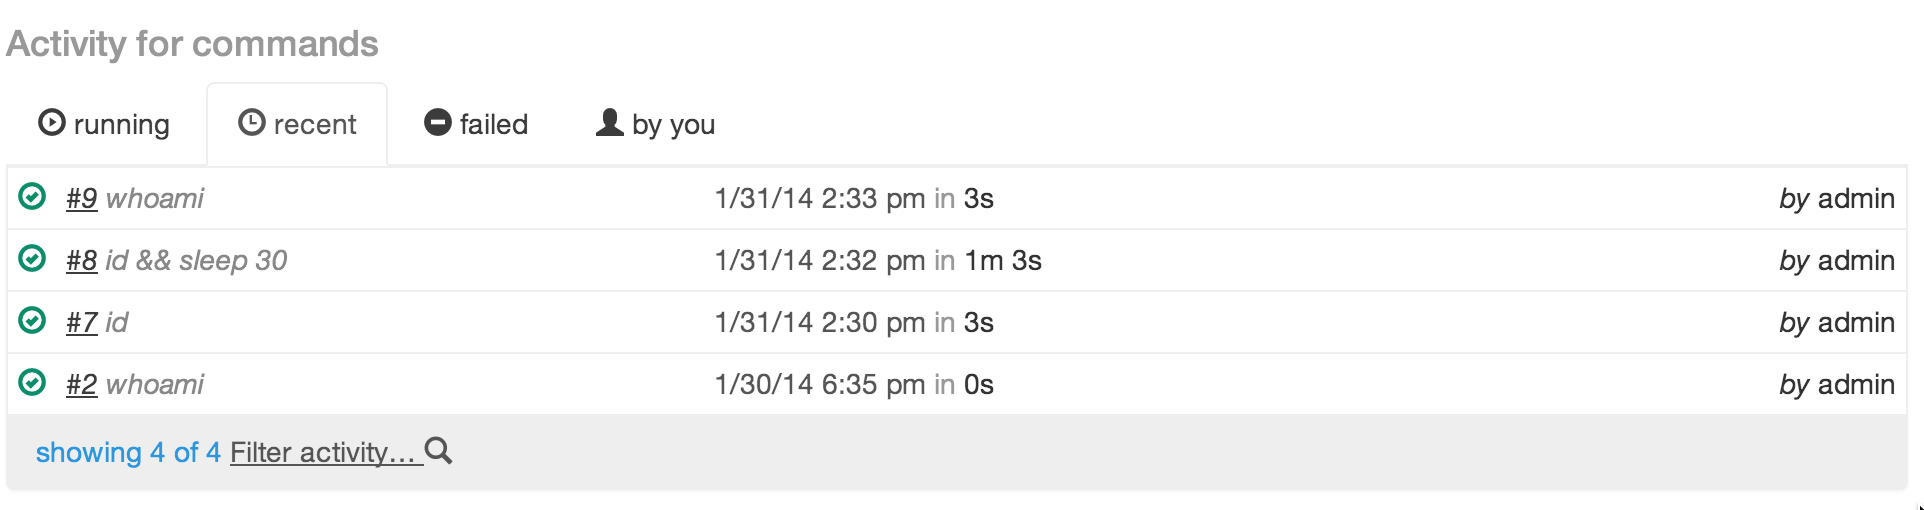 Activity for commands
running recent failed by you
#9 whoami 1/31/14 2:33 pm in 3s by admin
#8 id && sleep 30 1/31/14 2:32 pm in 1m 3s by admin
#7 id 1/31/14 2:30 pm in 3s by admin
#2 whoami 1/30/14 6:35 pm in 0s by admin
showing 4 of 4 Filter activity…